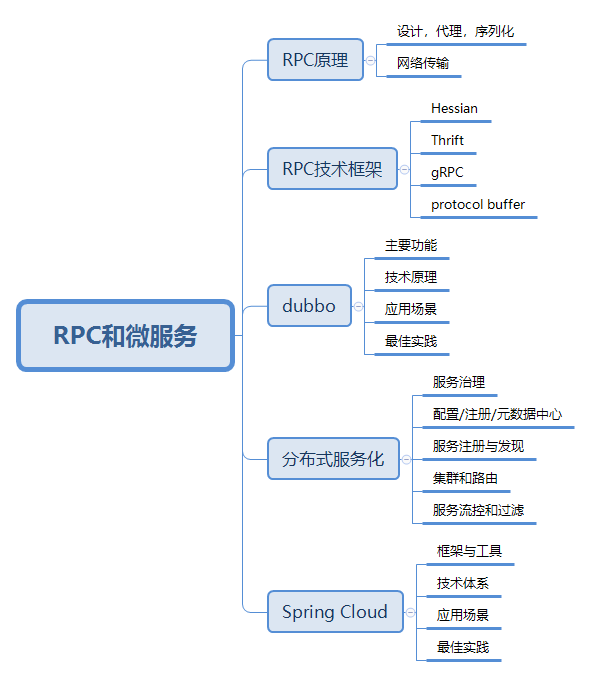 RPC和微服务
RPC原理
设计，代理，序列化
网络传输
RPC技术框架
Hessian
Thrift
gRPC
protocol buffer
dubbo
主要功能
技术原理
应用场景
最佳实践
分布式服务化
服务治理
配置/注册/元数据中心
服务注册与发现
集群和路由
服务流控和过滤
Spring Cloud
框架与工具
技术体系
应用场景
最佳实践